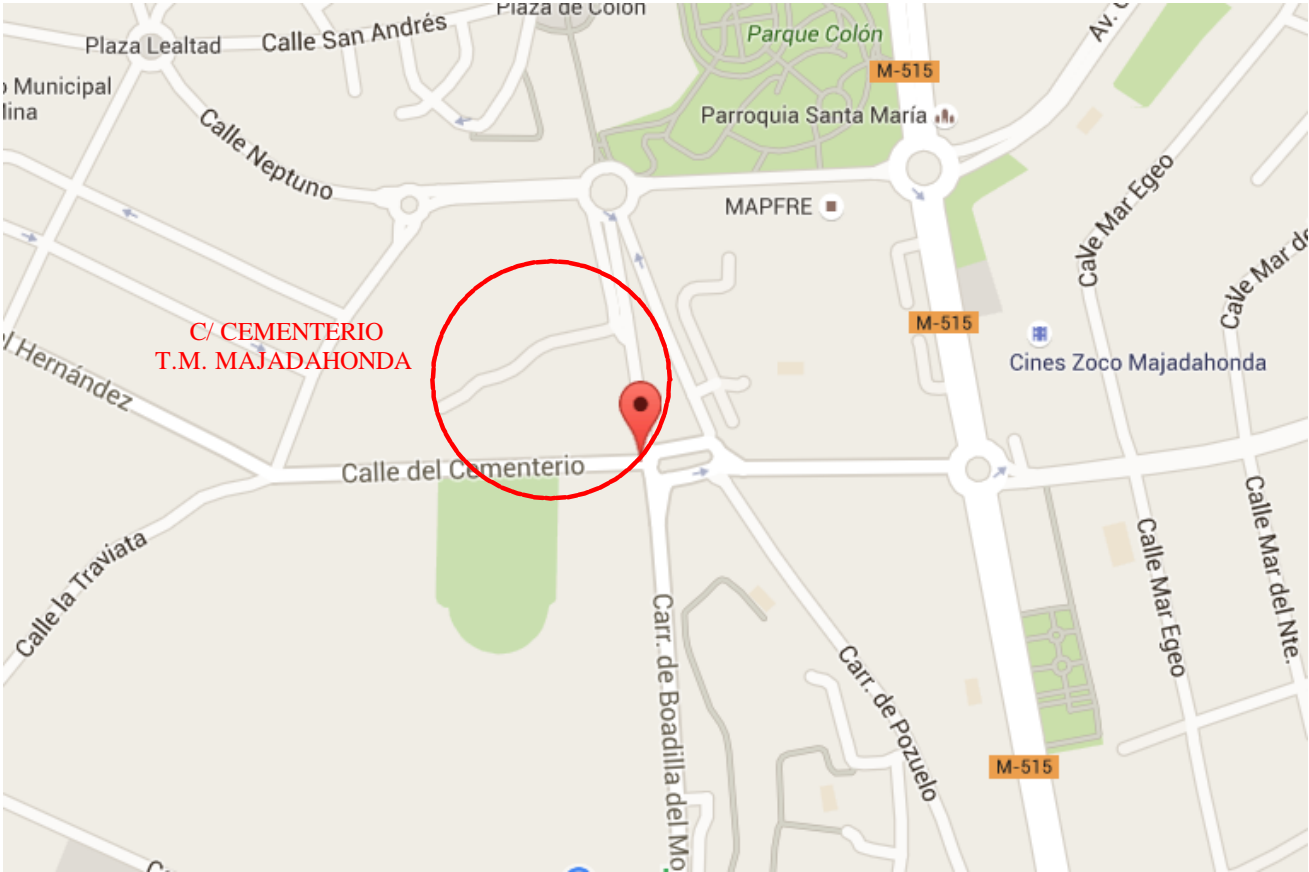 Plaza de Colón
Plaza Lealtad
Calle San Andrés
Parque Colón
Av.
M-515
Municipal
Parroquia Santa María
Calle Neptuno
MAPFRE
Calle Mar Egeo
Calle Mar de
M-515
C/ CEMENTERIO
T.M. MAJADAHONDA
Hernández
Cines Zoco Majadahonda
Calle del Cementerio
Calle la Traviata
Calle Mar Egeo
Calle Mar del Nte.
Carr. de Boadilla del Mo
Carr. de Pozuelo
M-515